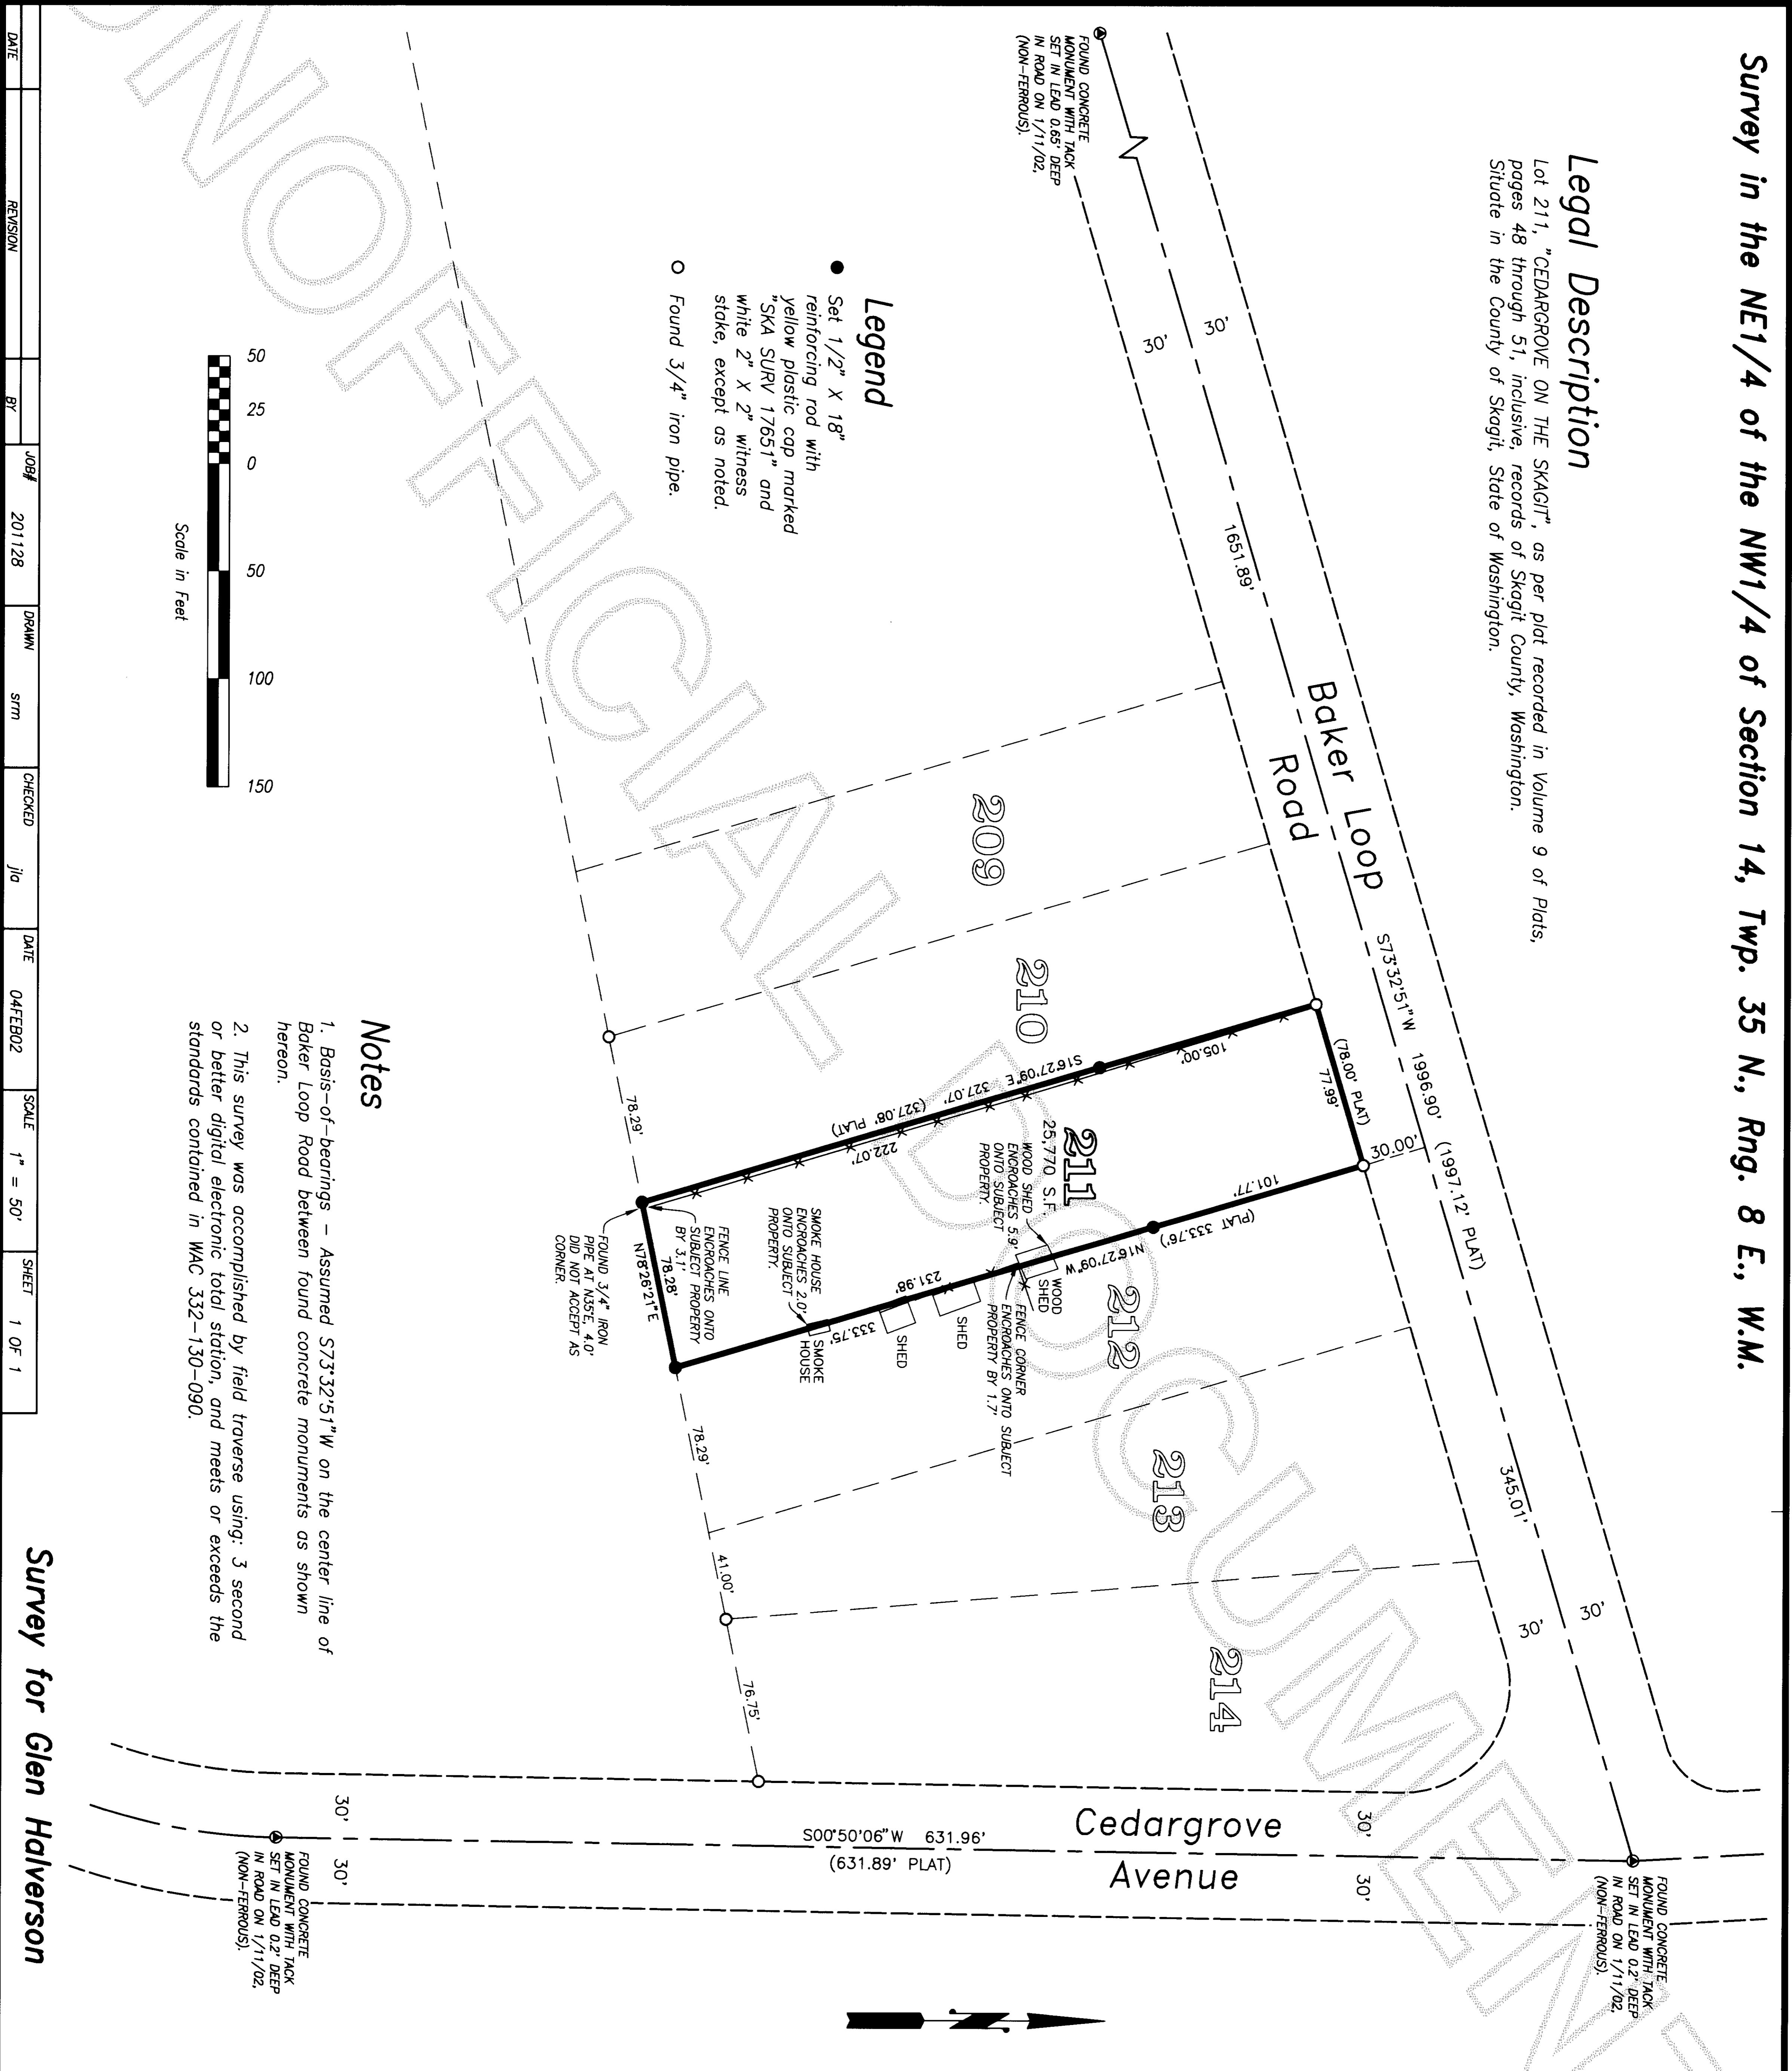 Survey in the NE1/4 of the NW1/4 of Section 14, Twp. 35 N., Rng. 8 E., W.M.
Legal Description
Lot 211, "CEDARGROVE ON THE SKAGIT", as per plat recorded in Volume 9 of Plats,
pages 48 through 51, inclusive, records of Skagit County, Washington.
Situate in the County of Skagit, State of Washington.
FOUND CONCRETE
MONUMENT WITH TACK
SET IN LEAD 0.65' DEEP
IN ROAD ON 1/11/02,
(NON-FERROUS).
30'
30'
1651.89'
Baker Loop
Road
S73°32'51"W 1996.90' (1997.12' PLAT)
345.01'
30'
30'
FOUND CONCRETE
MONUMENT WITH TACK
SET IN LEAD 0.2' DEEP
IN ROAD ON 1/11/02,
(NON-FERROUS).
Legend
Set 1/2" X 18"
reinforcing rod with
yellow plastic cap marked
"SKA SURV 17651" and
white 2" X 2" witness
stake, except as noted.
Found 3/4" iron pipe.
209
210
211
25,770 S.F.
212
213
214
(78.00' PLAT)
77.99'
30.00'
105.00'
S16°27'09"E 327.07' (327.08' PLAT)
222.07'
101.77'
(PLAT 333.76')
N16°27'09"W
231.98'
333.75'
WOOD SHED
ENCROACHES 5.9'
ONTO SUBJECT
PROPERTY.
WOOD
SHED
FENCE CORNER
ENCROACHES ONTO SUBJECT
PROPERTY BY 1.7'
SHED
SHED
SMOKE HOUSE
ENCROACHES 2.0'
ONTO SUBJECT
PROPERTY.
SMOKE
HOUSE
FENCE LINE
ENCROACHES ONTO
SUBJECT PROPERTY
BY 3.1'
78.29'
78.28'
N78°26'21"E
78.29'
41.00'
76.75'
FOUND 3/4" IRON
PIPE AT N35°E, 4.0'
DID NOT ACCEPT AS
CORNER.
Cedargrove
Avenue
30'
30'
S00°50'06"W 631.96'
(631.89' PLAT)
30'
30'
FOUND CONCRETE
MONUMENT WITH TACK
SET IN LEAD 0.2' DEEP
IN ROAD ON 1/11/02,
(NON-FERROUS).
50 25 0 50 100 150
Scale in Feet
Notes
1. Basis-of-bearings - Assumed S73°32'51"W on the center line of
Baker Loop Road between found concrete monuments as shown
hereon.
2. This survey was accomplished by field traverse using: 3 second
or better digital electronic total station, and meets or exceeds the
standards contained in WAC 332-130-090.
Survey for Glen Halverson
DATE REVISION BY JOB# 201128 DRAWN srm CHECKED jla DATE 04FEB02 SCALE 1" = 50' SHEET 1 OF 1
UNOFFICIAL DOCUMENT